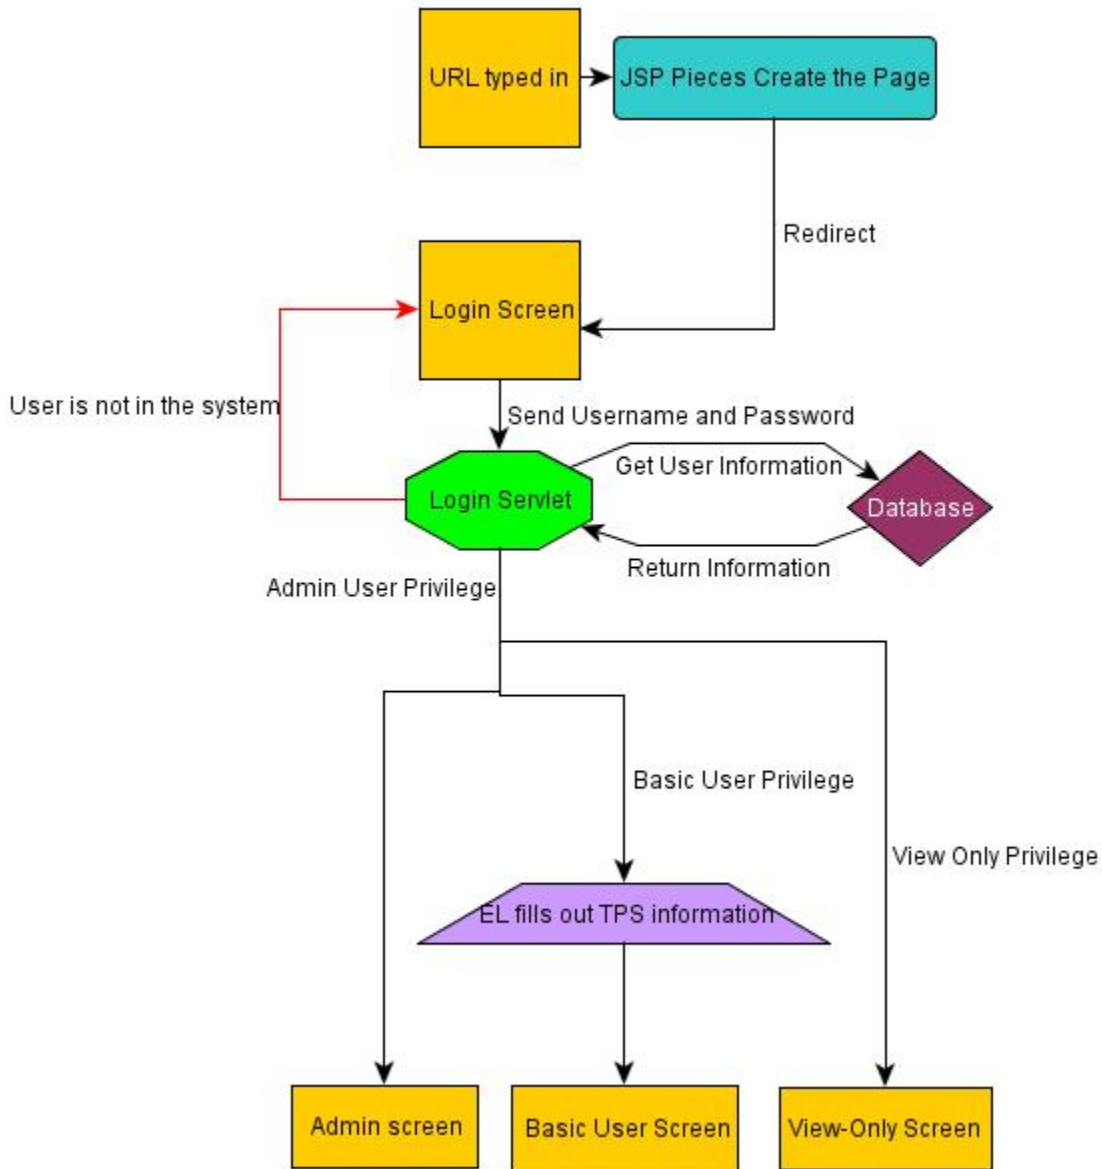 URL typed in
JSP Pieces Create the Page
Redirect
Login Screen
User is not in the system
Send Username and Password
Get User Information
Login Servlet
Database
Return Information
Admin User Privilege
Basic User Privilege
View Only Privilege
EL fills out TPS information
Admin screen
Basic User Screen
View-Only Screen